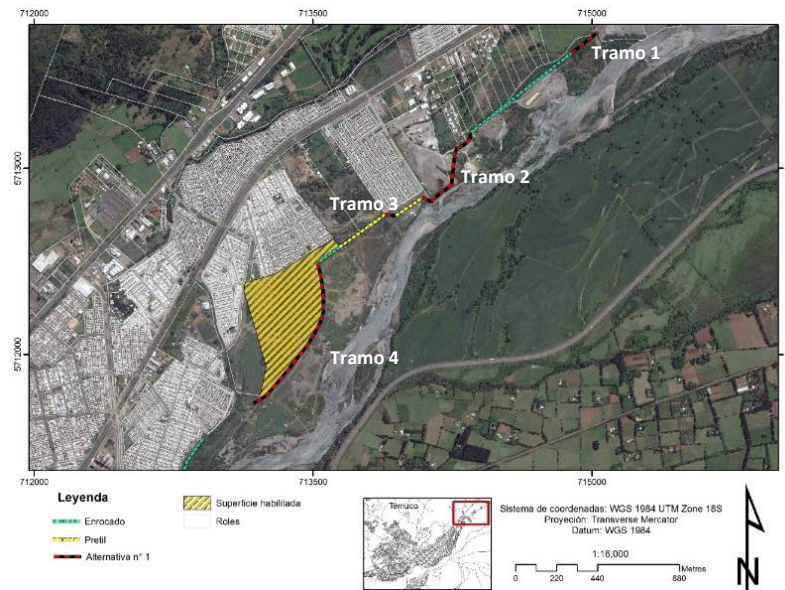 712000 713500 715000
Tramo 1
5713000
Tramo 2
Tramo 3
5712000
Tramo 4
712000 713500 715000
Leyenda
Enrocado
Pretil
Alternativa n° 1
Superficie habilitada
Roles
Temuco
Sistema de coordenadas: WGS 1984 UTM Zone 18S
Proyección: Transverse Mercator
Datum: WGS 1984
1:16,000
Metros
0 220 440 880
N